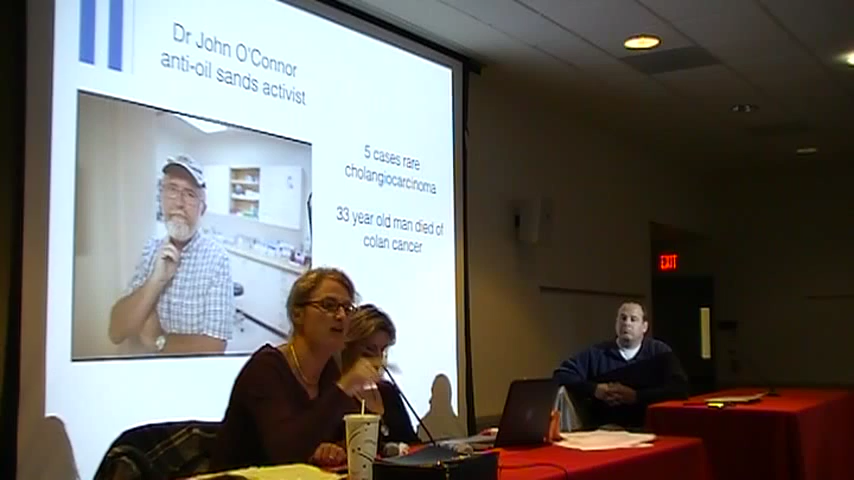 Dr John O'Connor
anti-oil sands activist
5 cases rare
cholangiocarcinoma
33 year old man died of
colan cancer
EXIT